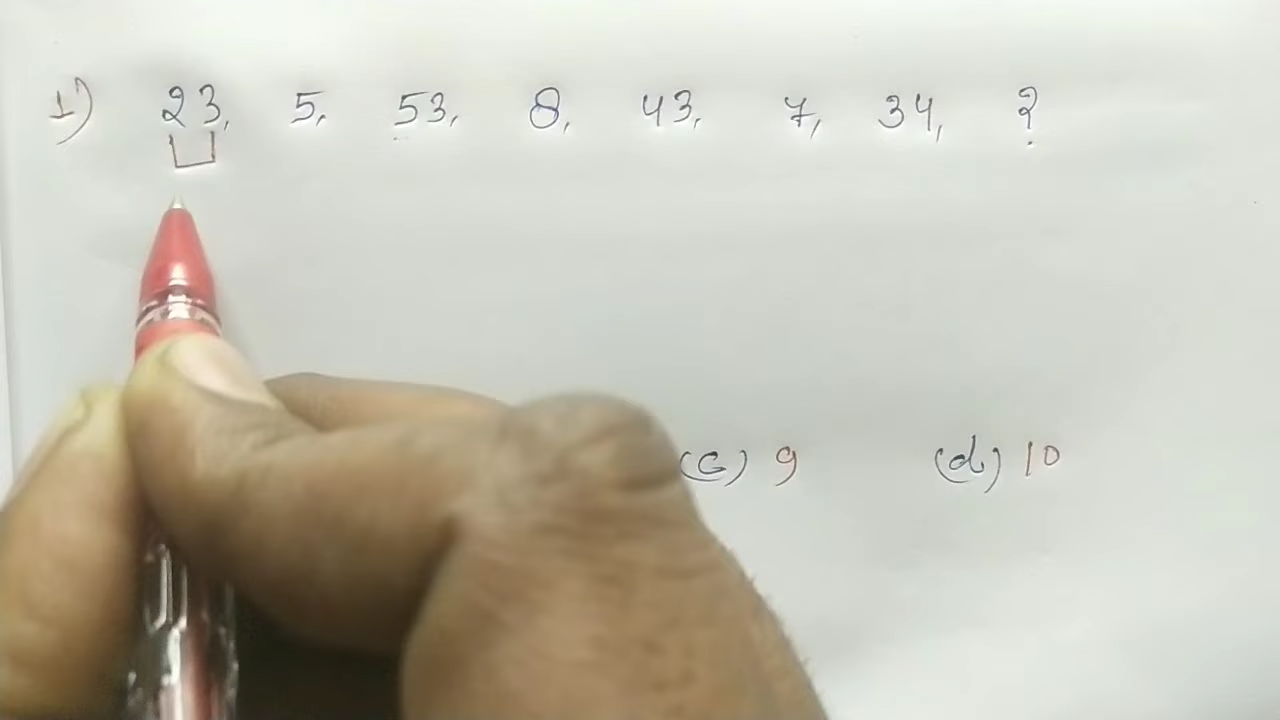 1) 23, 5, 53, 8, 43, 7, 34, ?
(c) 9 (d) 10